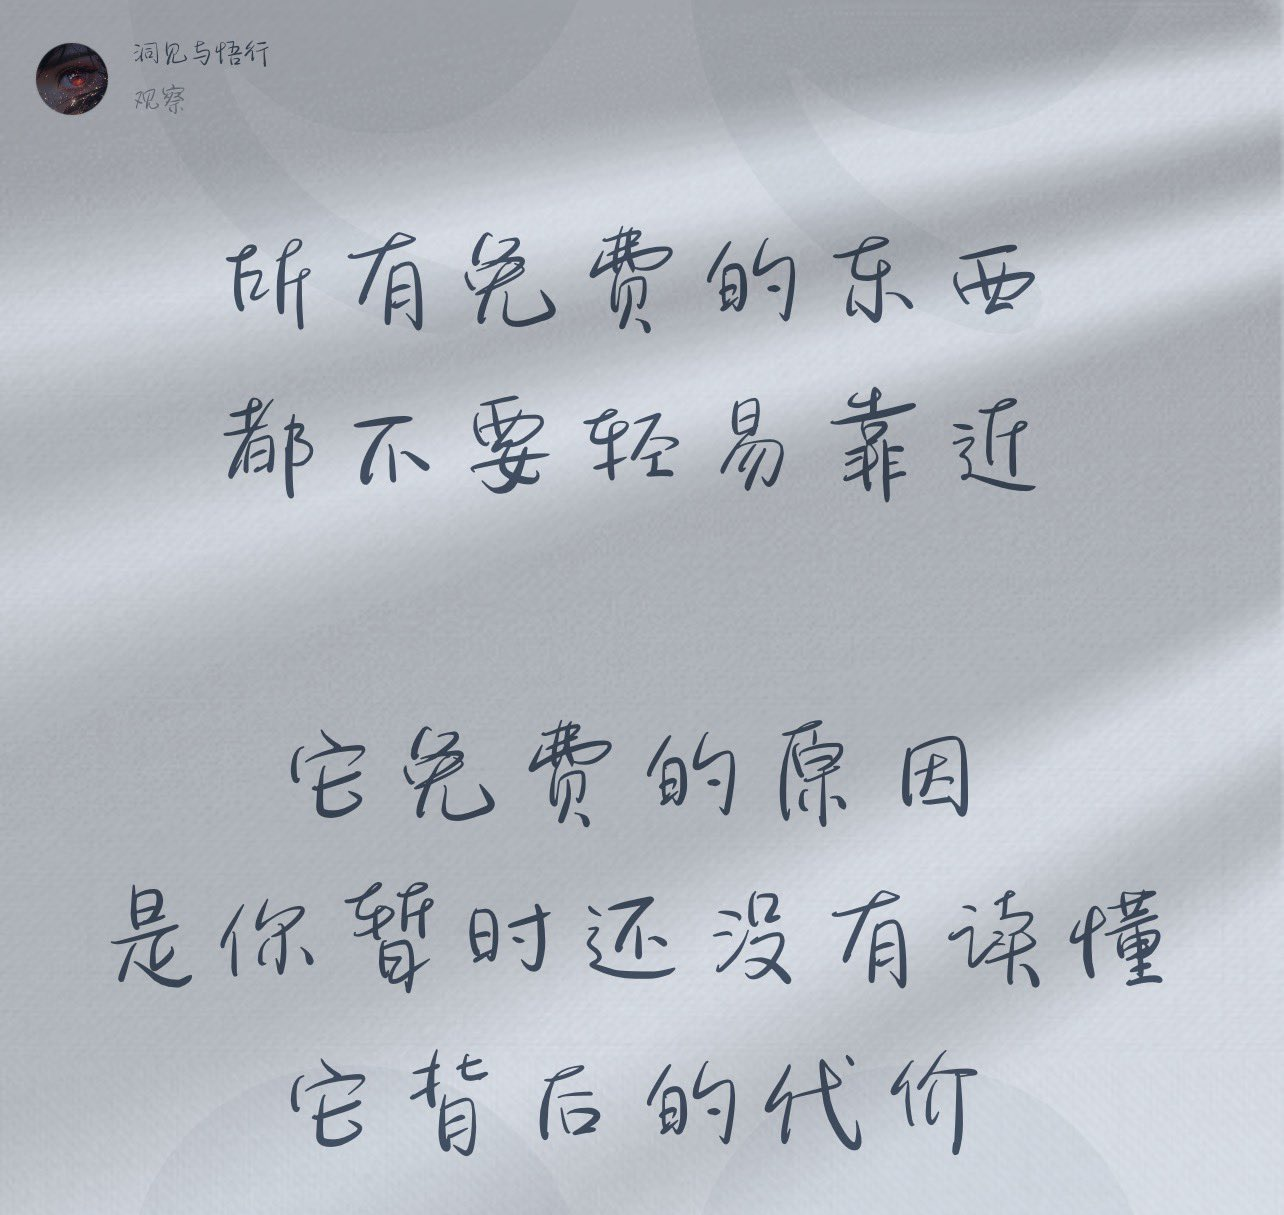 洞见与悟行
观察
所有免费的东西
都不要轻易靠近
它免费的原因
是你暂时还没有读懂
它背后的代价